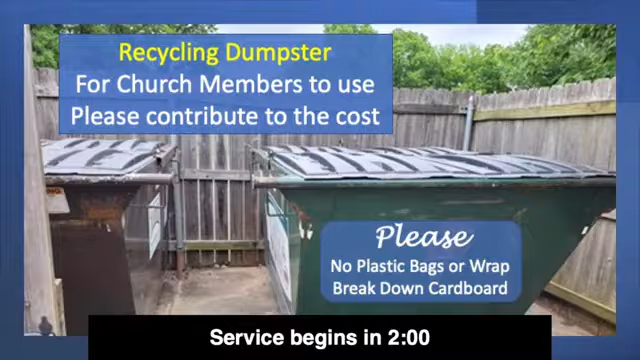 Recycling Dumpster
For Church Members to use
Please contribute to the cost
Please
No Plastic Bags or Wrap
Break Down Cardboard
Service begins in 2:00